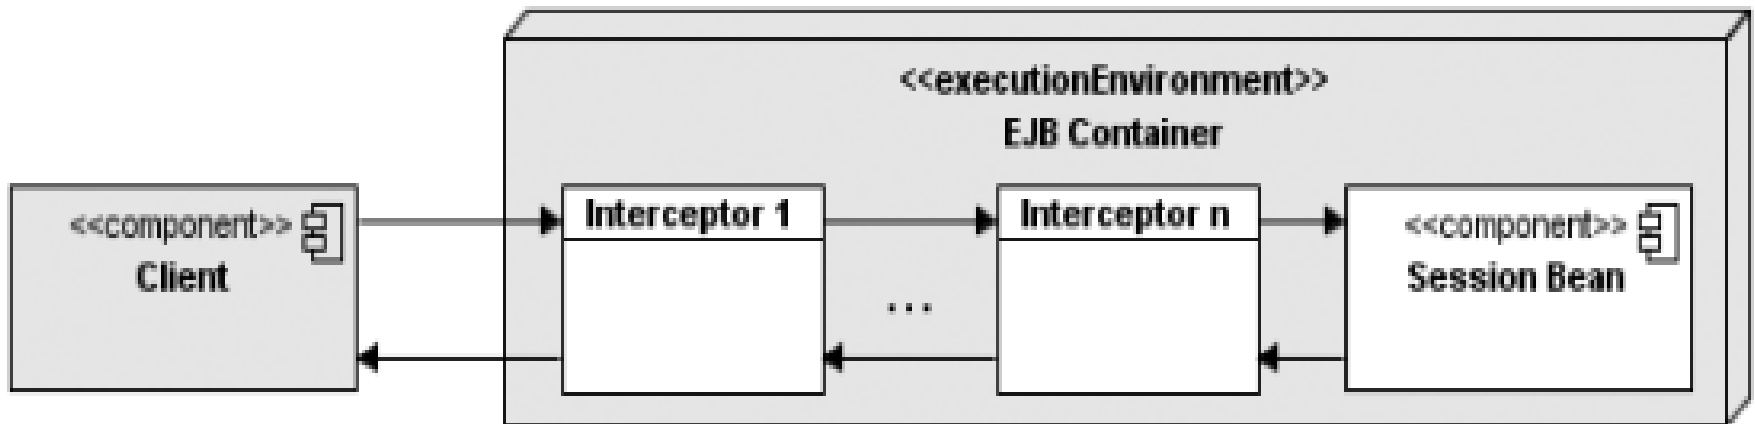 <<executionEnvironment>>
EJB Container
<<component>>
Client
Interceptor 1
...
Interceptor n
<<component>>
Session Bean